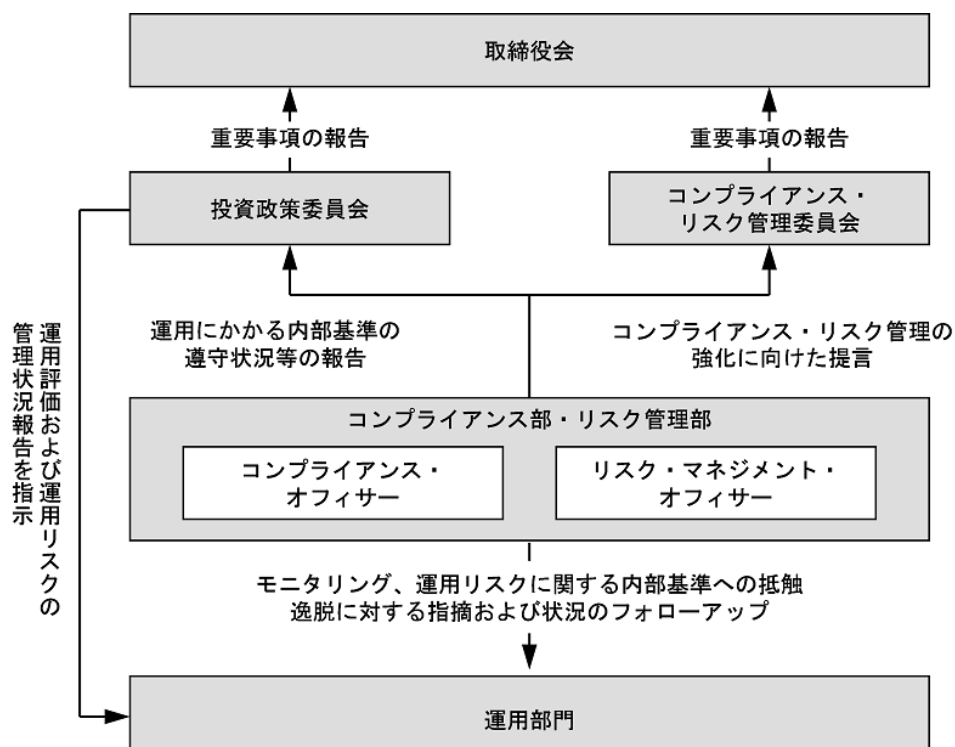 取締役会
重要事項の報告
重要事項の報告
投資政策委員会
コンプライアンス・
リスク管理委員会
運用にかかる内部基準の
遵守状況等の報告
コンプライアンス・リスク管理の
強化に向けた提言
運用評価および運用リスクの
管理状況報告を指示
コンプライアンス部・リスク管理部
コンプライアンス・
オフィサー
リスク・マネジメント・
オフィサー
モニタリング、運用リスクに関する内部基準への抵触
逸脱に対する指摘および状況のフォローアップ
運用部門